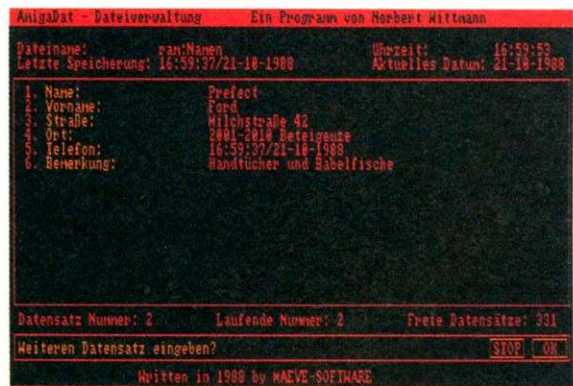 AmigaDat - Dateiverwaltung Ein Programm von Norbert Wittmann
Dateiname: ram:Namen Uhrzeit: 16:59:53
Letzte Speicherung: 16:59:37/21-10-1988 Aktuelles Datum: 21-10-1988
1. Name: Prefect
2. Vorname: Ford
3. Straße: Milchstraße 42
4. Ort: 2001-2010 Beteigeuze
5. Telefon: 16:59:37/21-10-1988
6. Bemerkung: Handtücher und Babelfische
Datensatz Nummer: 2 Laufende Nummer: 2 Freie Datensätze: 331
Weiteren Datensatz eingeben? STOP OK
Written in 1988 by MAEVE-SOFTWARE